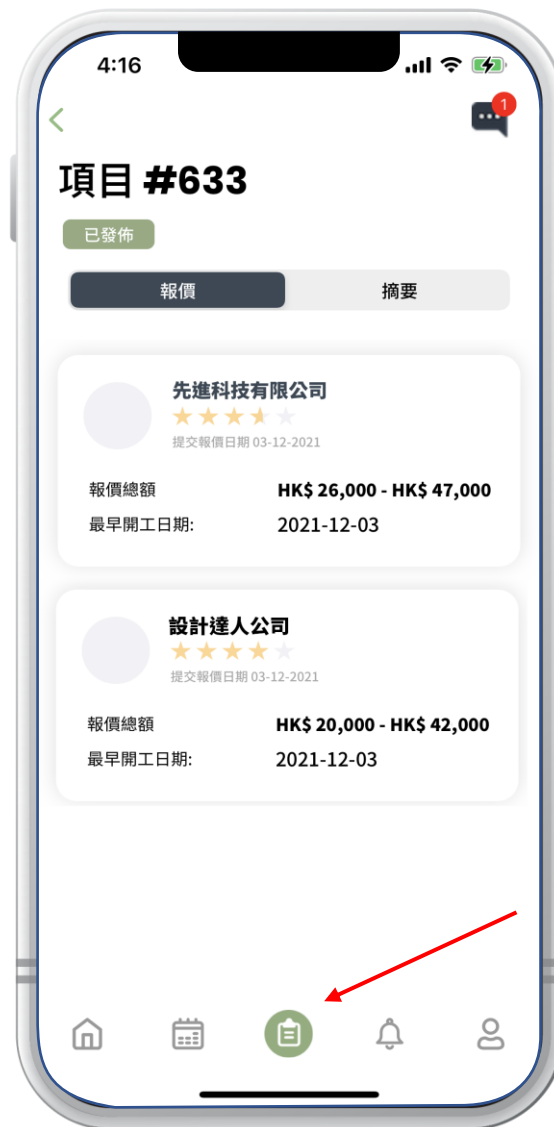 4:16
1
項目 #633
已發佈
報價 摘要
先進科技有限公司
提交報價日期 03-12-2021
報價總額 HK$ 26,000 - HK$ 47,000
最早開工日期: 2021-12-03
設計達人公司
提交報價日期 03-12-2021
報價總額 HK$ 20,000 - HK$ 42,000
最早開工日期: 2021-12-03